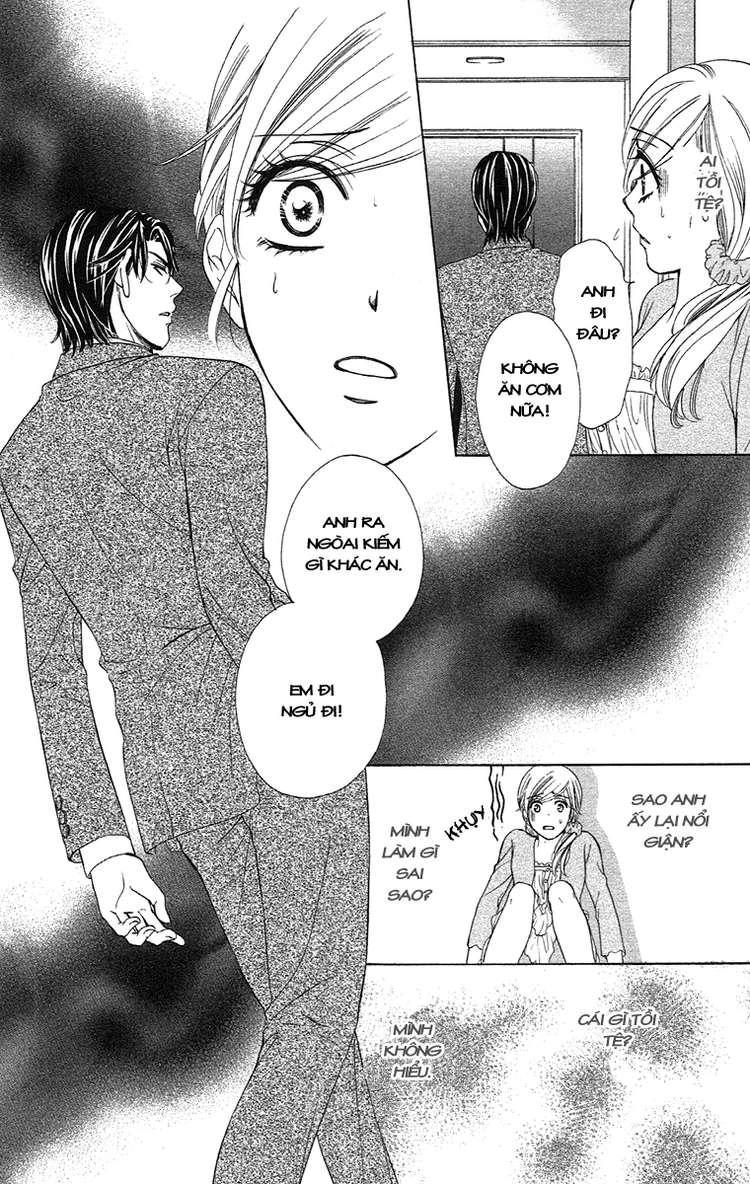 AI
TỒI
TỆ?
ANH
ĐI
ĐÂU?
KHÔNG
ĂN CƠM
NỮA!
ANH RA
NGÒAI KIẾM
GÌ KHÁC ĂN.
EM ĐI
NGỦ ĐI!
SAO ANH
ẤY LẠI NỔI
GIẬN?
KHỤY
MÌNH
LÀM GÌ
SAI
SAO?
CÁI GÌ TỒI
TỆ?
MÌNH
KHÔNG
HIỂU.